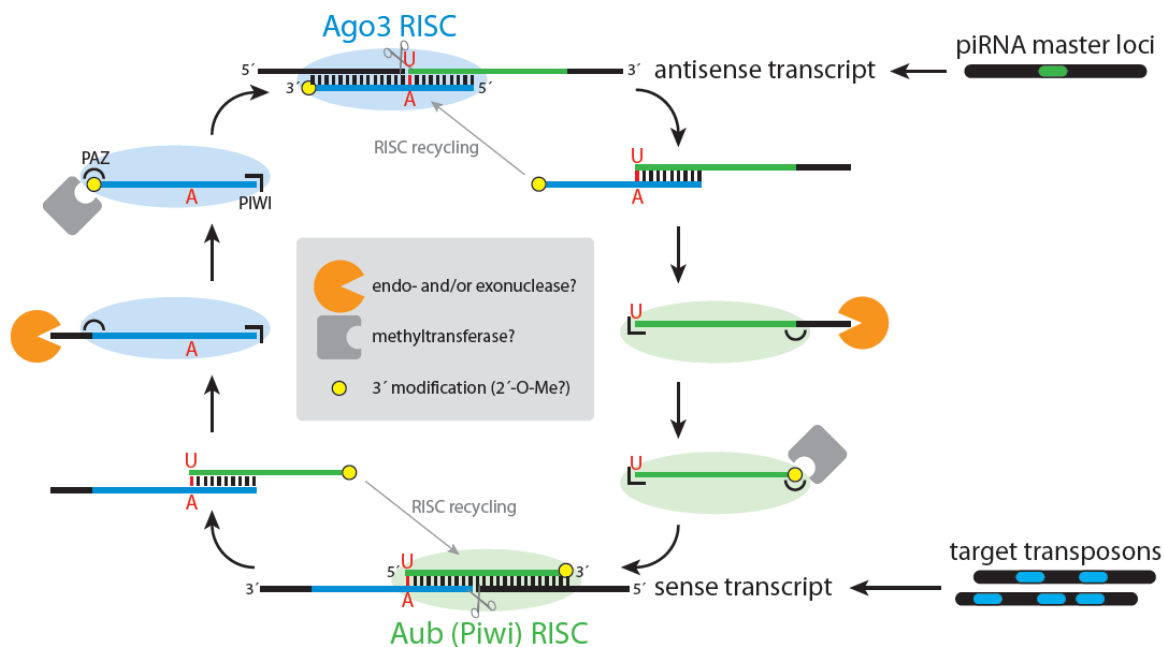 Ago3 RISC
U
5´
3´
antisense transcript
piRNA master loci
3´
5´
A
RISC recycling
PAZ
A
PIWI
U
A
endo- and/or exonuclease?
methyltransferase?
3´ modification (2´-O-Me?)
A
U
U
U
A
RISC recycling
U
5´
3´
A
3´
5´
sense transcript
target transposons
Aub (Piwi) RISC